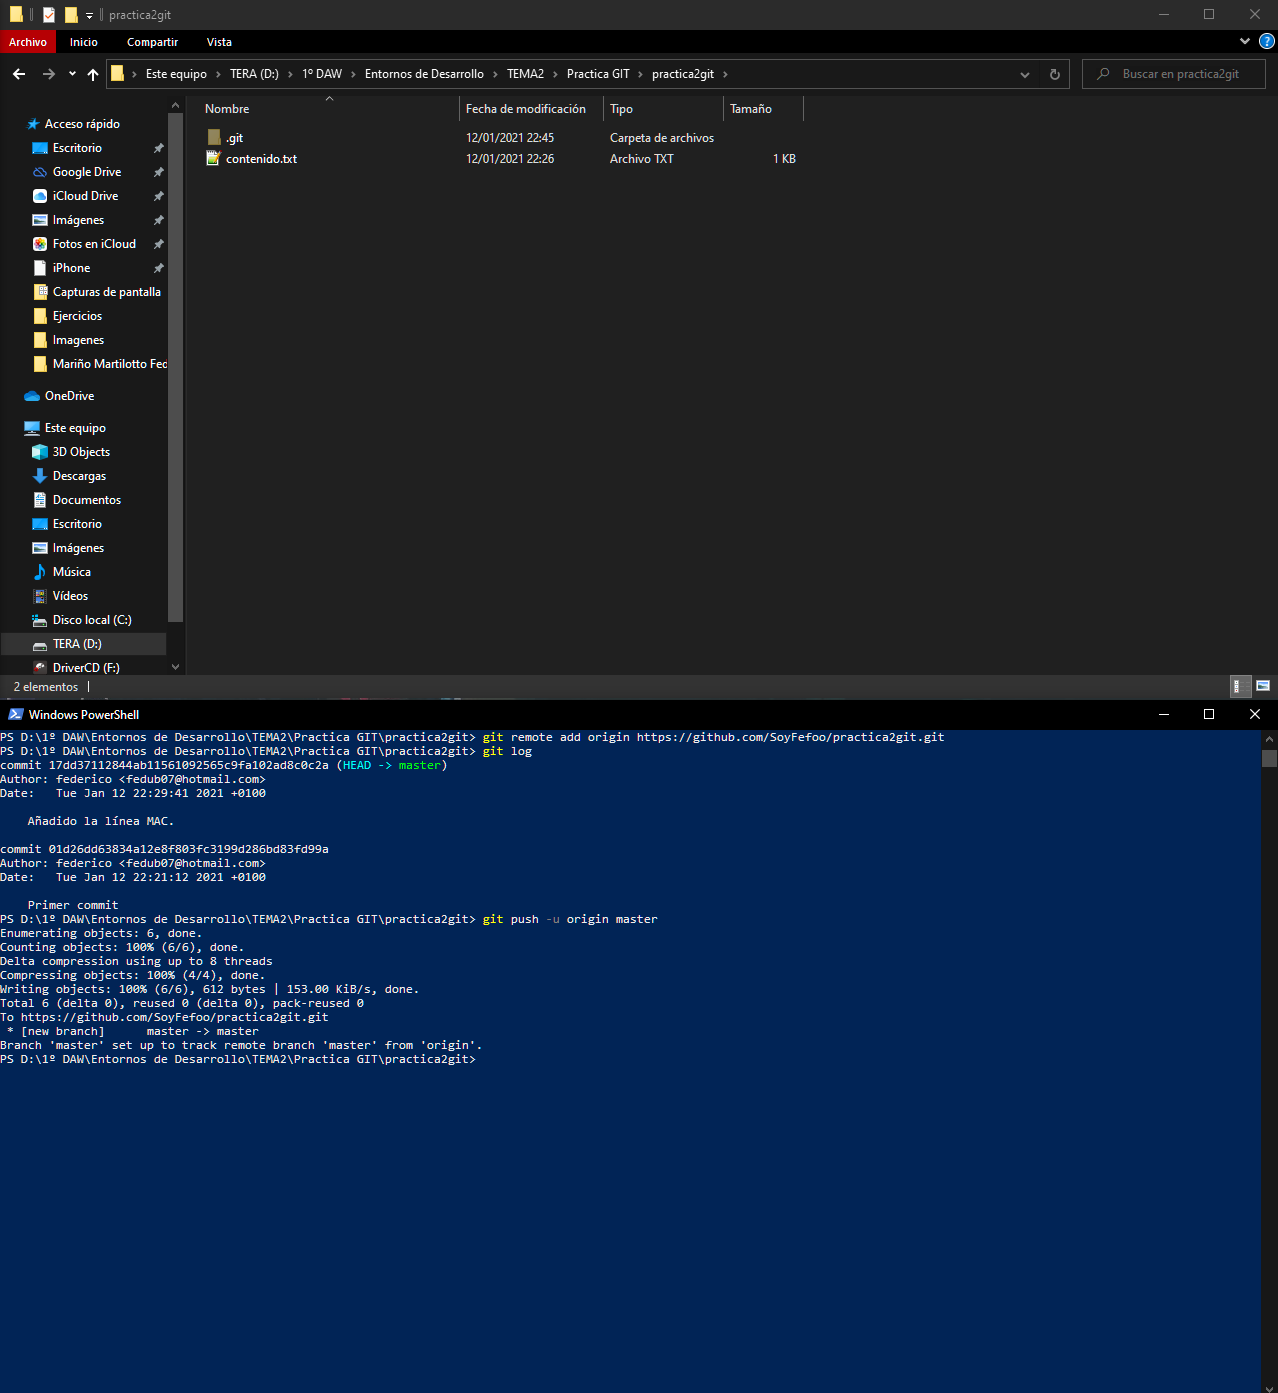 practica2git
Archivo Inicio Compartir Vista
Este equipo TERA (D:) 1º DAW Entornos de Desarrollo TEMA2 Practica GIT practica2git
Buscar en practica2git
Nombre Fecha de modificación Tipo Tamaño
.git 12/01/2021 22:45 Carpeta de archivos
contenido.txt 12/01/2021 22:26 Archivo TXT 1 KB
Acceso rápido
Escritorio
Google Drive
iCloud Drive
Imágenes
Fotos en iCloud
iPhone
Capturas de pantalla
Ejercicios
Imagenes
Mariño Martilotto Fed
OneDrive
Este equipo
3D Objects
Descargas
Documentos
Escritorio
Imágenes
Música
Vídeos
Disco local (C:)
TERA (D:)
DriverCD (F:)
2 elementos
Windows PowerShell
PS D:\1º DAW\Entornos de Desarrollo\TEMA2\Practica GIT\practica2git> git remote add origin https://github.com/SoyFefoo/practica2git.git
PS D:\1º DAW\Entornos de Desarrollo\TEMA2\Practica GIT\practica2git> git log
commit 17dd37112844ab11561092565c9fa102ad8c0c2a (HEAD -> master)
Author: federico <fedub07@hotmail.com>
Date:   Tue Jan 12 22:29:41 2021 +0100
Añadido la línea MAC.
commit 01d26dd63834a12e8f803fc3199d286bd83fd99a
Author: federico <fedub07@hotmail.com>
Date:   Tue Jan 12 22:21:12 2021 +0100
Primer commit
PS D:\1º DAW\Entornos de Desarrollo\TEMA2\Practica GIT\practica2git> git push -u origin master
Enumerating objects: 6, done.
Counting objects: 100% (6/6), done.
Delta compression using up to 8 threads
Compressing objects: 100% (4/4), done.
Writing objects: 100% (6/6), 612 bytes | 153.00 KiB/s, done.
Total 6 (delta 0), reused 0 (delta 0), pack-reused 0
To https://github.com/SoyFefoo/practica2git.git
 * [new branch]      master -> master
Branch 'master' set up to track remote branch 'master' from 'origin'.
PS D:\1º DAW\Entornos de Desarrollo\TEMA2\Practica GIT\practica2git>